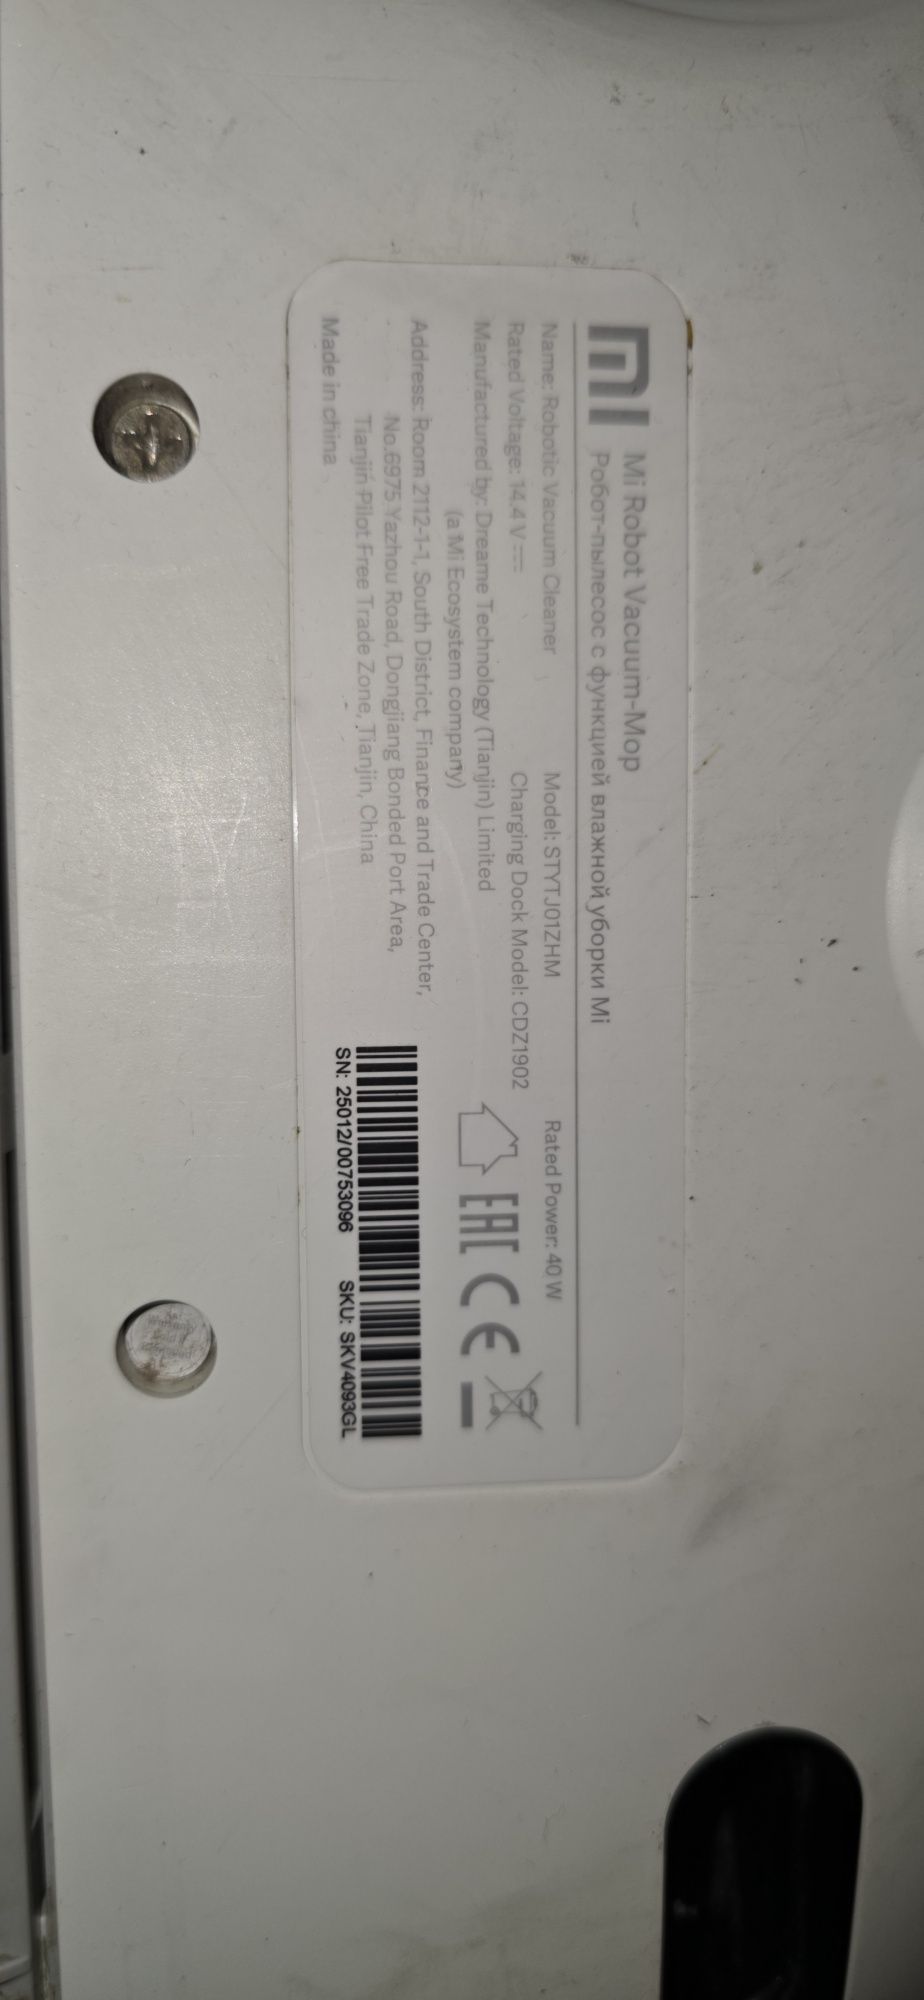 Mi Robot Vacuum-Mop
Робот-пылесос с функцией влажной уборки Mi
Name: Robotic Vacuum Cleaner Model: STYTJ01ZHM Rated Power: 40 W
Rated Voltage: 14.4 V Charging Dock Model: CDZ1902
Manufactured by: Dreame Technology (Tianjin) Limited
(a Mi Ecosystem company)
Address: Room 2112-1-1, South District, Finance and Trade Center,
No.6975 Yazhou Road, Dongjiang Bonded Port Area,
Tianjin Pilot Free Trade Zone, Tianjin, China
Made in china
EAC CE
SN: 25012/00753096 SKU: SKV4093GL